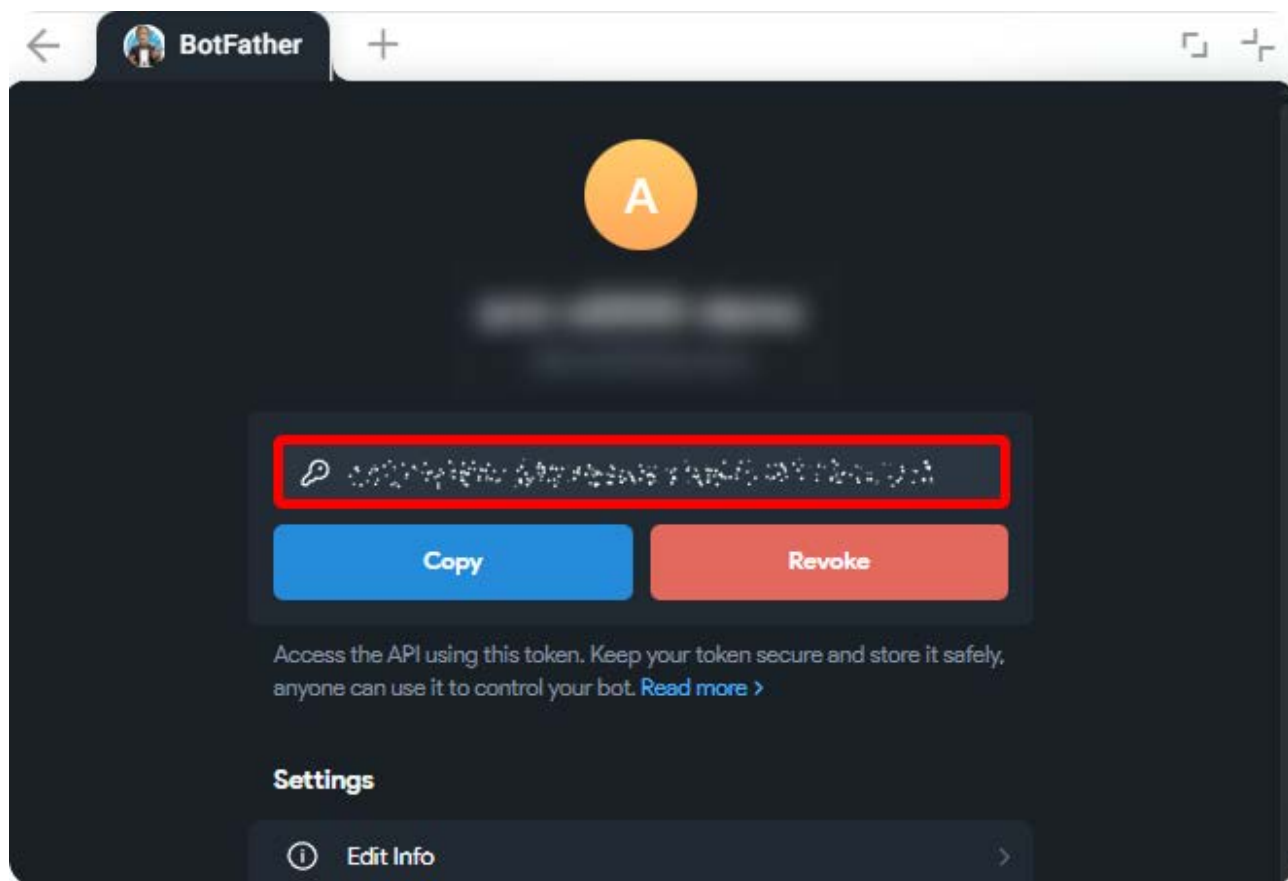 BotFather
A
Copy
Revoke
Access the API using this token. Keep your token secure and store it safely,
anyone can use it to control your bot. Read more >
Settings
Edit Info